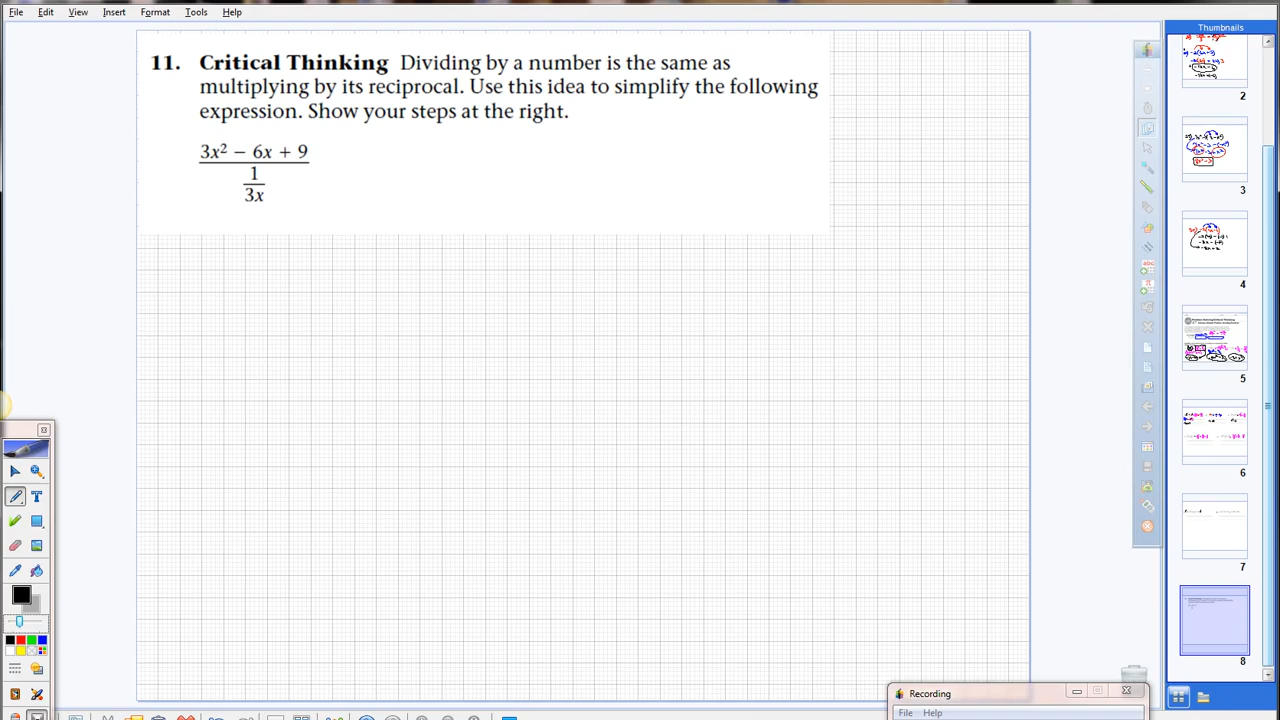 File Edit View Insert Format Tools Help
Thumbnails
11. Critical Thinking Dividing by a number is the same as
multiplying by its reciprocal. Use this idea to simplify the following
expression. Show your steps at the right.
3x² − 6x + 9
1
3x
2
3
4
5
6
7
8
Recording
File Help